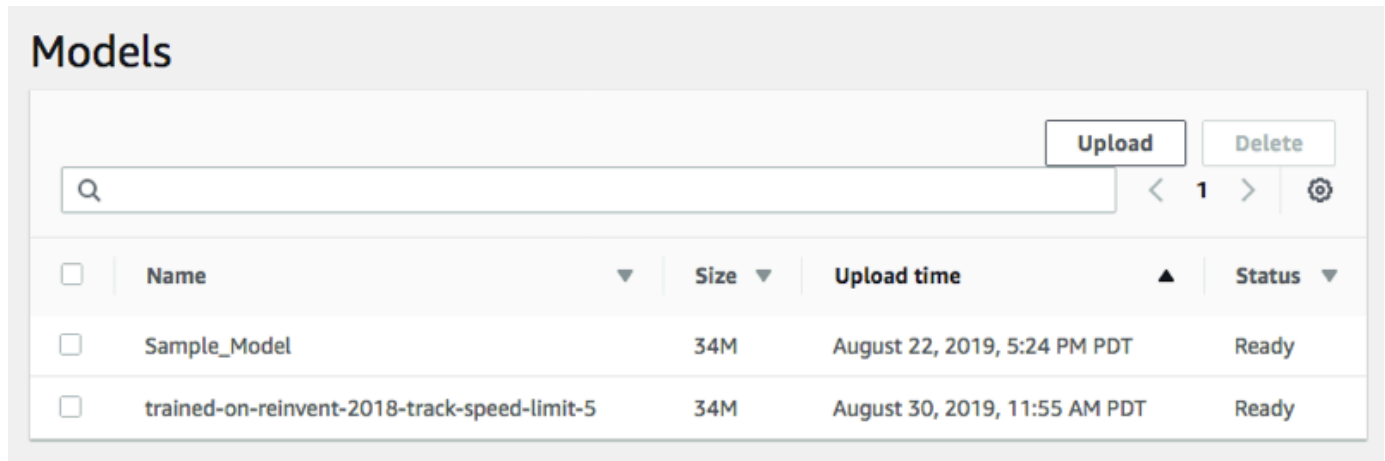 Models
Upload Delete
1
Name Size Upload time Status
Sample_Model 34M August 22, 2019, 5:24 PM PDT Ready
trained-on-reinvent-2018-track-speed-limit-5 34M August 30, 2019, 11:55 AM PDT Ready